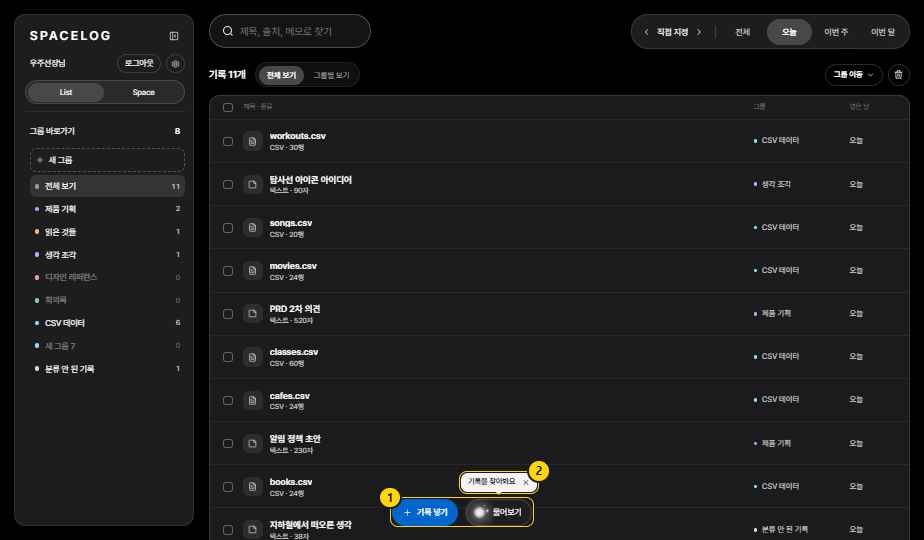 SPACELOG
우주선장님
로그아웃
List
Space
그룹 바로가기
8
+ 새 그룹
전체 보기 11
제품 기획 2
읽은 것들 1
생각 조각 1
디자인 레퍼런스 0
회의록 0
CSV 데이터 6
새 그룹 7 0
분류 안 된 기록 1
제목, 출처, 메모로 찾기
직접 지정
전체
오늘
이번 주
이번 달
기록 11개
전체 보기
그룹별 보기
그룹 이동
제목 · 종류
그룹
넣은 날
workouts.csv
CSV · 30행
CSV 데이터
오늘
탐사선 아이콘 아이디어
텍스트 · 90자
생각 조각
오늘
songs.csv
CSV · 20행
CSV 데이터
오늘
movies.csv
CSV · 24행
CSV 데이터
오늘
PRD 2차 의견
텍스트 · 520자
제품 기획
오늘
classes.csv
CSV · 60행
CSV 데이터
오늘
cafes.csv
CSV · 24행
CSV 데이터
오늘
알림 정책 초안
텍스트 · 230자
제품 기획
오늘
books.csv
CSV · 24행
CSV 데이터
오늘
지하철에서 떠오른 생각
텍스트 · 38자
분류 안 된 기록
오늘
1
2
기록을 찾아봐요
+ 기록 넣기
물어보기